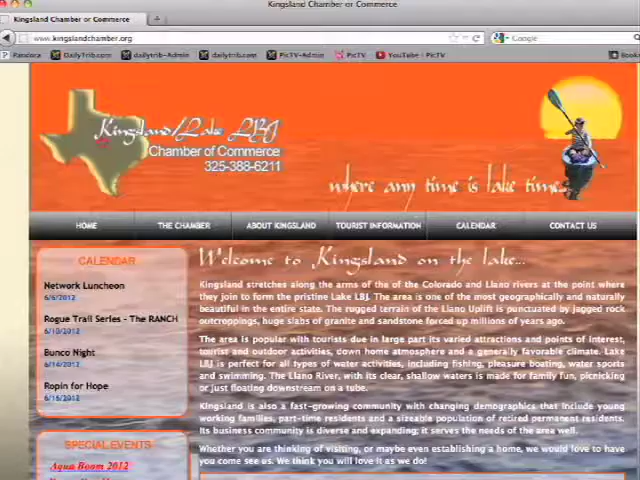 Kingsland Chamber or Commerce
Kingsland Chamber or Commerce
www.kingslandchamber.org
Google
Pandora DailyTrib.com dailytrib-Admin dailytrib.com PicTV-Admin PicTV YouTube / PicTV
Kingsland/Lake LBJ
Chamber of Commerce
325-388-6211
where any time is lake time...
HOME THE CHAMBER ABOUT KINGSLAND TOURIST INFORMATION CALENDAR CONTACT US
CALENDAR
Network Luncheon
6/6/2012
Rogue Trail Series - The RANCH
6/10/2012
Bunco Night
Ropin for Hope
SPECIAL EVENTS
Aqua Boom 2012
Welcome to Kingsland on the lake...
Kingsland stretches along the arms of the of the Colorado and Llano rivers at the point where
they join to form the pristine Lake LBJ. The area is one of the most geographically and naturally
beautiful in the entire state. The rugged terrain of the Llano Uplift is punctuated by jagged rock
outcroppings, huge slabs of granite and sandstone forced up millions of years ago.
The area is popular with tourists due in large part its varied attractions and points of interest,
tourist and outdoor activities, down home atmosphere and a generally favorable climate. Lake
LBJ is perfect for all types of water activities, including fishing, pleasure boating, water sports
and swimming. The Llano River, with its clear, shallow waters is made for family fun, picnicking
or just floating downstream on a tube.
Kingsland is also a fast-growing community with changing demographics that include young
working families, part-time residents and a sizeable population of retired permanent residents.
Its business community is diverse and expanding; it serves the needs of the area well.
Whether you are thinking of visiting, or maybe even establishing a home, we would love to have
you come see us. We think you will love it as we do!